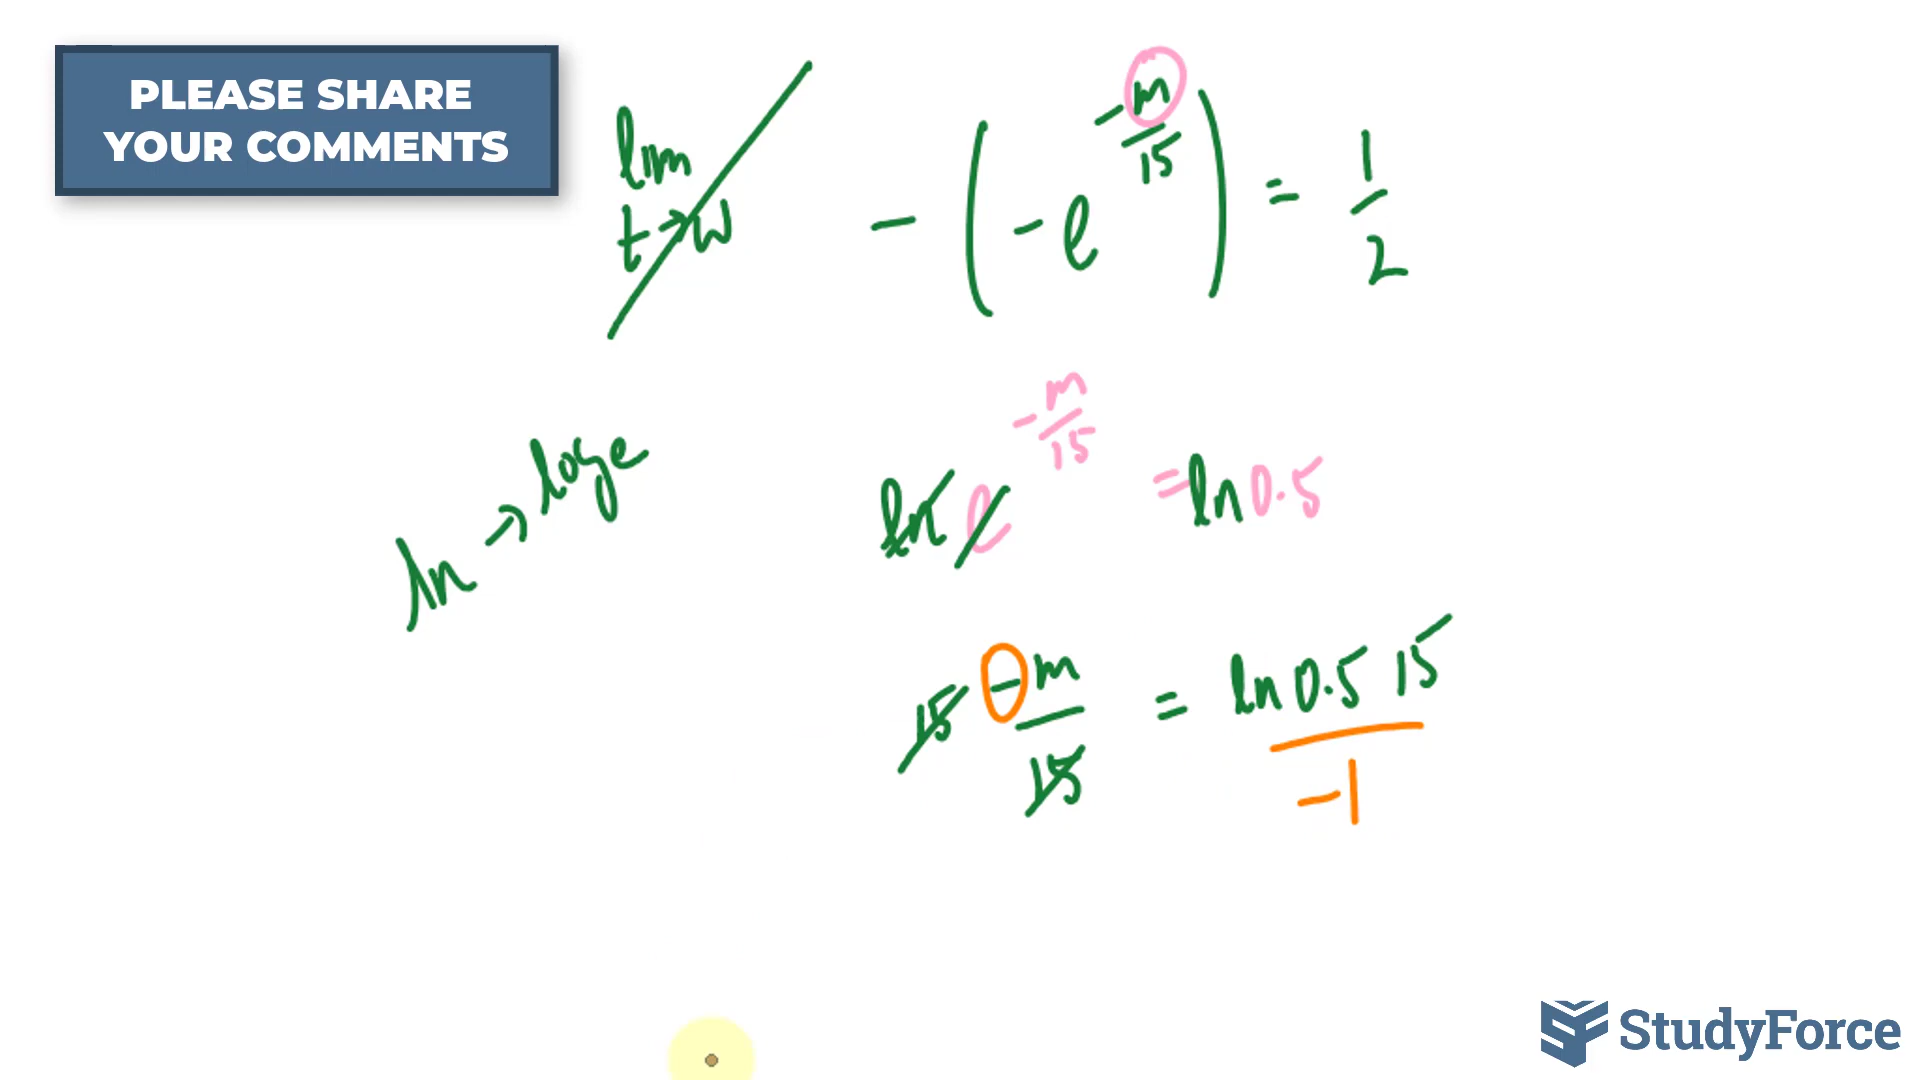 PLEASE SHARE
YOUR COMMENTS
lim
t→ω
-(-e^{-m/15}) = 1/2
ln → loge
ln e^{-m/15} = ln 0.5
15 -m/15 = ln 0.5 15/-1
StudyForce